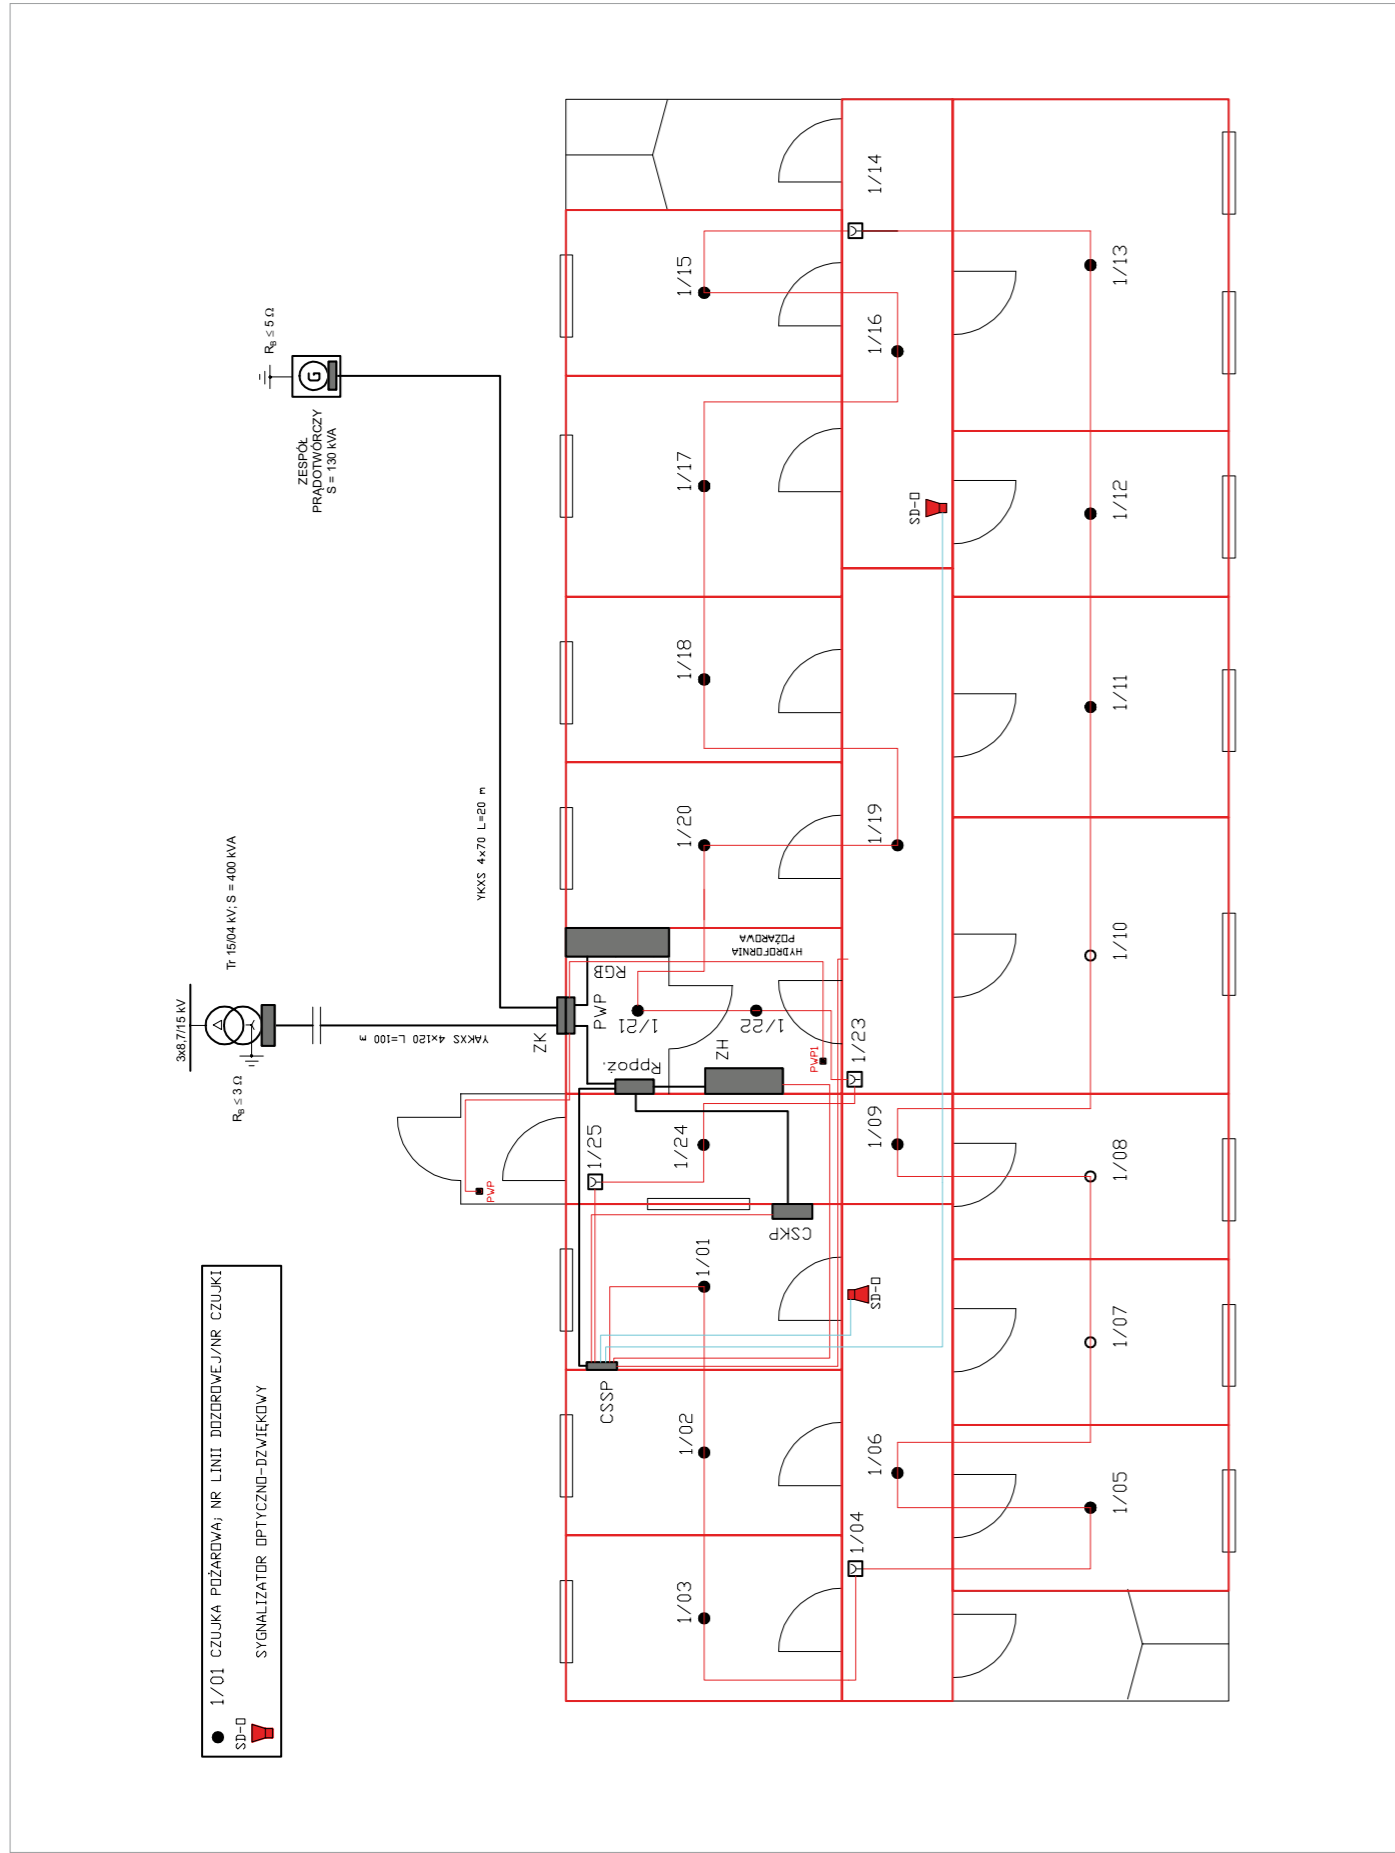 1/14
1/15
1/13
1/16
R_B ≤ 5 Ω
G
ZESPÓŁ
PRĄDOTWÓRCZY
S = 130 kVA
1/17
1/12
SD-O
1/18
1/11
YKXS 4x70 L=20 m
1/20
1/19
Tr 15/04 kV; S = 400 kVA
HYDROFORNIA
POŻAROWA
1/10
RGB
3x8,7/15 kV
PWP
1/21
1/22
ZK
YAKXS 4x120 L=100 m
ZH
PWP1
1/23
Rppoż.
R_B ≤ 3 Ω
1/25
1/24
1/09
1/08
PWP
CSKP
1/01
SD-O
1/07
CSSP
1/02
1/06
1/05
1/04
1/03
1/01 CZUJKA POŻAROWA; NR LINII DOZOROWEJ/NR CZUJKI
SD-O
SYGNALIZATOR OPTYCZNO-DZWIĘKOWY